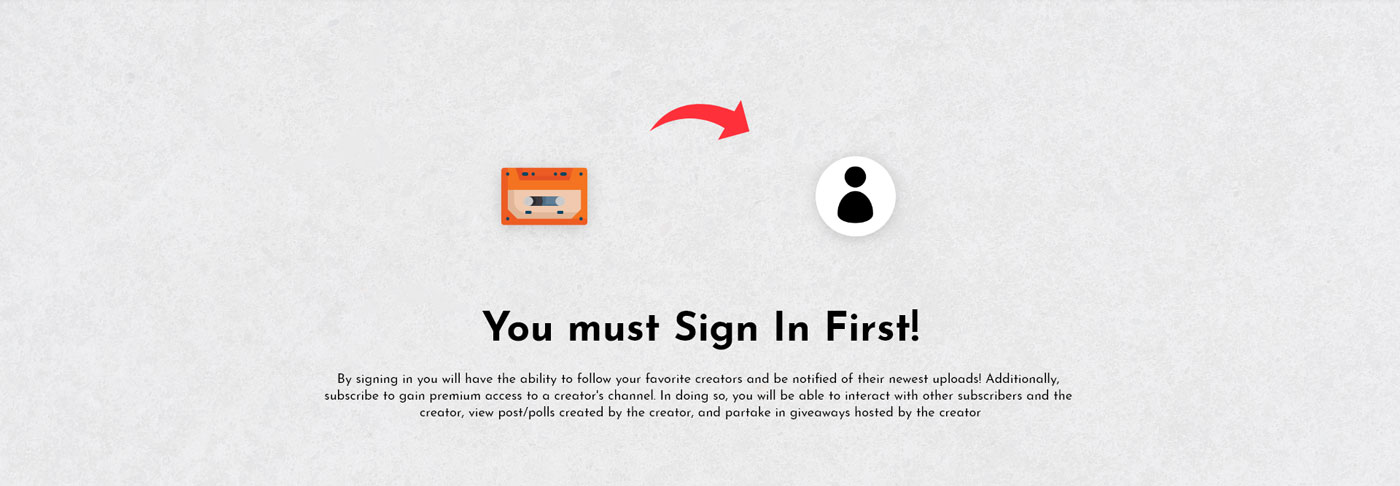 You must Sign In First!
By signing in you will have the ability to follow your favorite creators and be notified of their newest uploads! Additionally,
subscribe to gain premium access to a creator's channel. In doing so, you will be able to interact with other subscribers and the
creator, view post/polls created by the creator, and partake in giveaways hosted by the creator